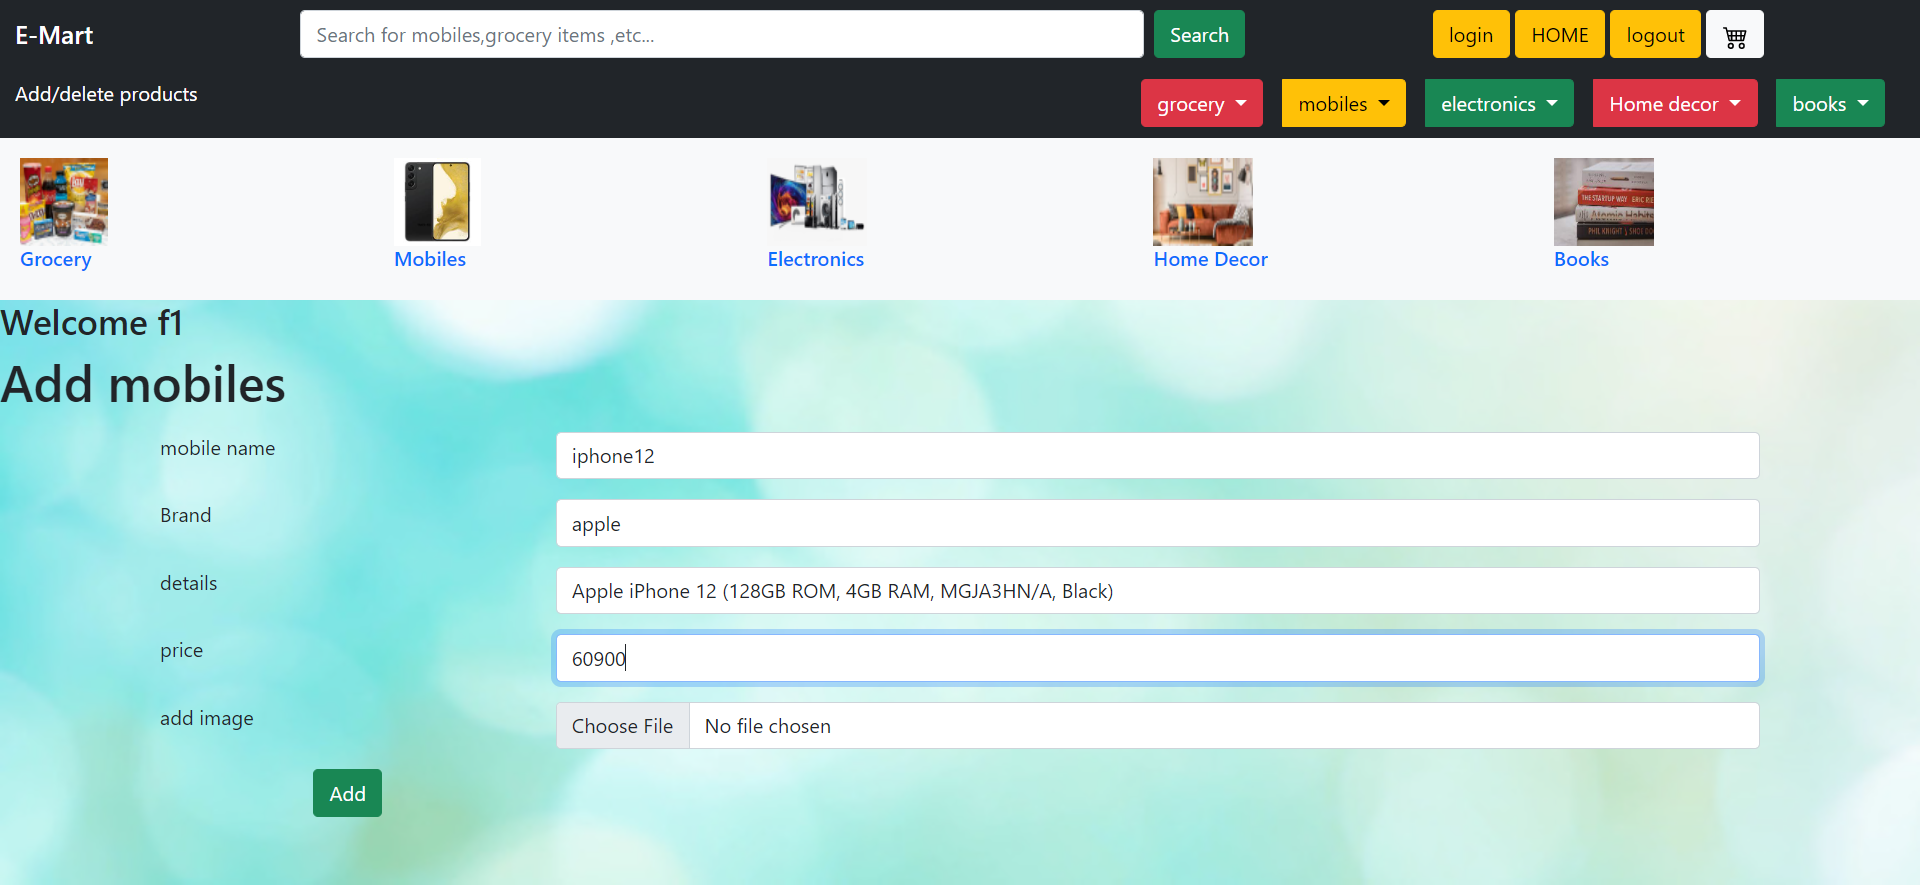 E-Mart
Search for mobiles,grocery items ,etc...
Search
login
HOME
logout
Add/delete products
grocery
mobiles
electronics
Home decor
books
THE STARTUP WAY ERIC RIE
Atomic Habits
PHIL KNIGHT SHOE DO
Grocery
Mobiles
Electronics
Home Decor
Books
Welcome f1
Add mobiles
mobile name
iphone12
Brand
apple
details
Apple iPhone 12 (128GB ROM, 4GB RAM, MGJA3HN/A, Black)
price
60900
add image
Choose File
No file chosen
Add